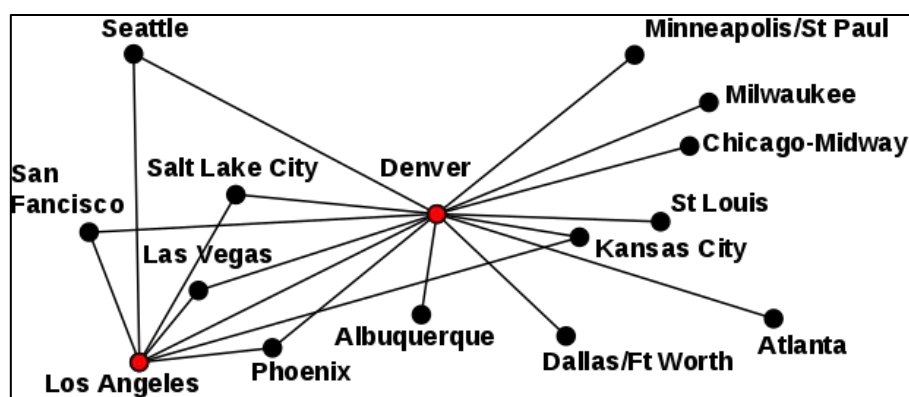 Seattle
Minneapolis/St Paul
Milwaukee
Chicago-Midway
San
Fancisco
Salt Lake City
Denver
St Louis
Kansas City
Las Vegas
Albuquerque
Dallas/Ft Worth
Atlanta
Los Angeles
Phoenix